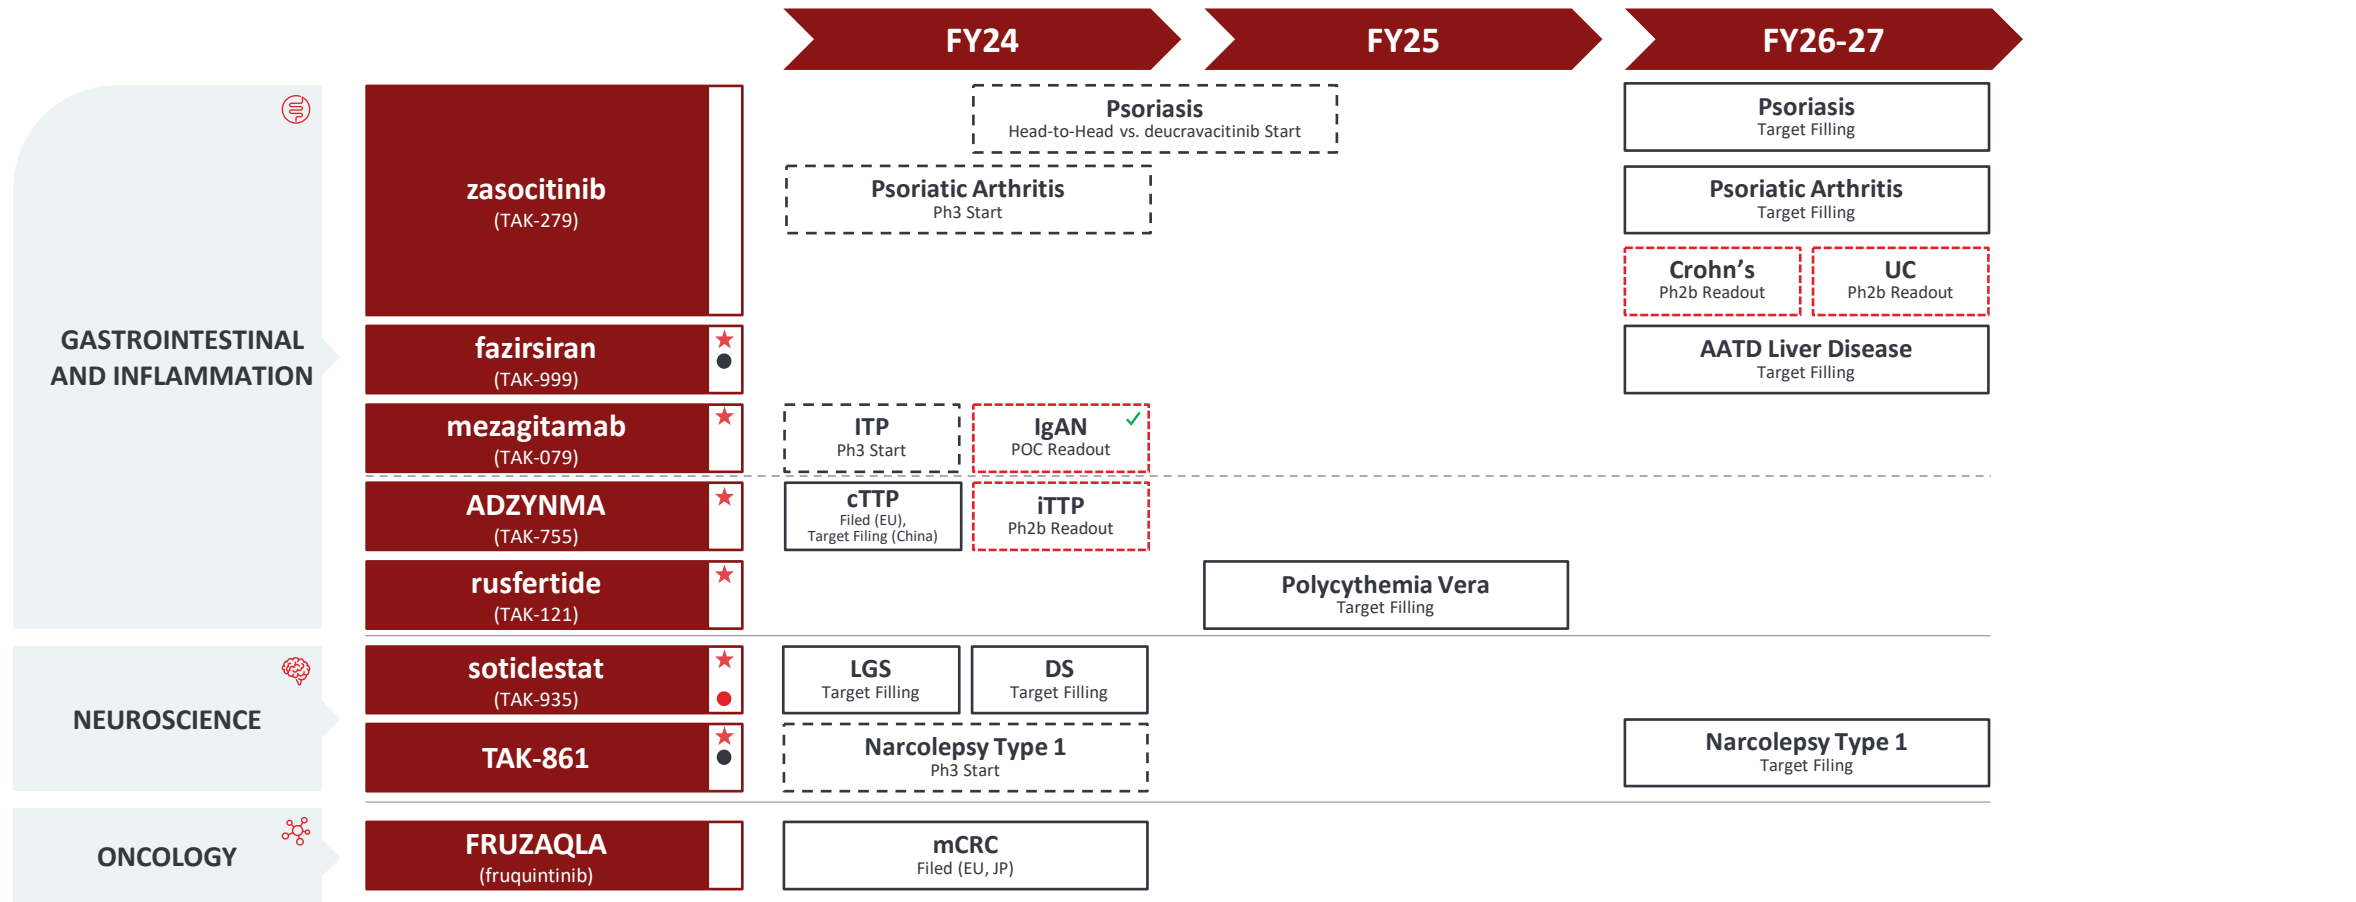 FY24
FY25
FY26-27
GASTROINTESTINAL
AND INFLAMMATION
zasocitinib
(TAK-279)
Psoriasis
Head-to-Head vs. deucravacitinib Start
Psoriasis
Target Filling
Psoriatic Arthritis
Ph3 Start
Psoriatic Arthritis
Target Filling
Crohn’s
Ph2b Readout
UC
Ph2b Readout
fazirsiran
(TAK-999)
AATD Liver Disease
Target Filling
mezagitamab
(TAK-079)
ITP
Ph3 Start
IgAN
POC Readout
ADZYNMA
(TAK-755)
cTTP
Filed (EU),
Target Filing (China)
iTTP
Ph2b Readout
rusfertide
(TAK-121)
Polycythemia Vera
Target Filling
NEUROSCIENCE
soticlestat
(TAK-935)
LGS
Target Filling
DS
Target Filling
TAK-861
Narcolepsy Type 1
Ph3 Start
Narcolepsy Type 1
Target Filing
ONCOLOGY
FRUZAQLA
(fruquintinib)
mCRC
Filed (EU, JP)